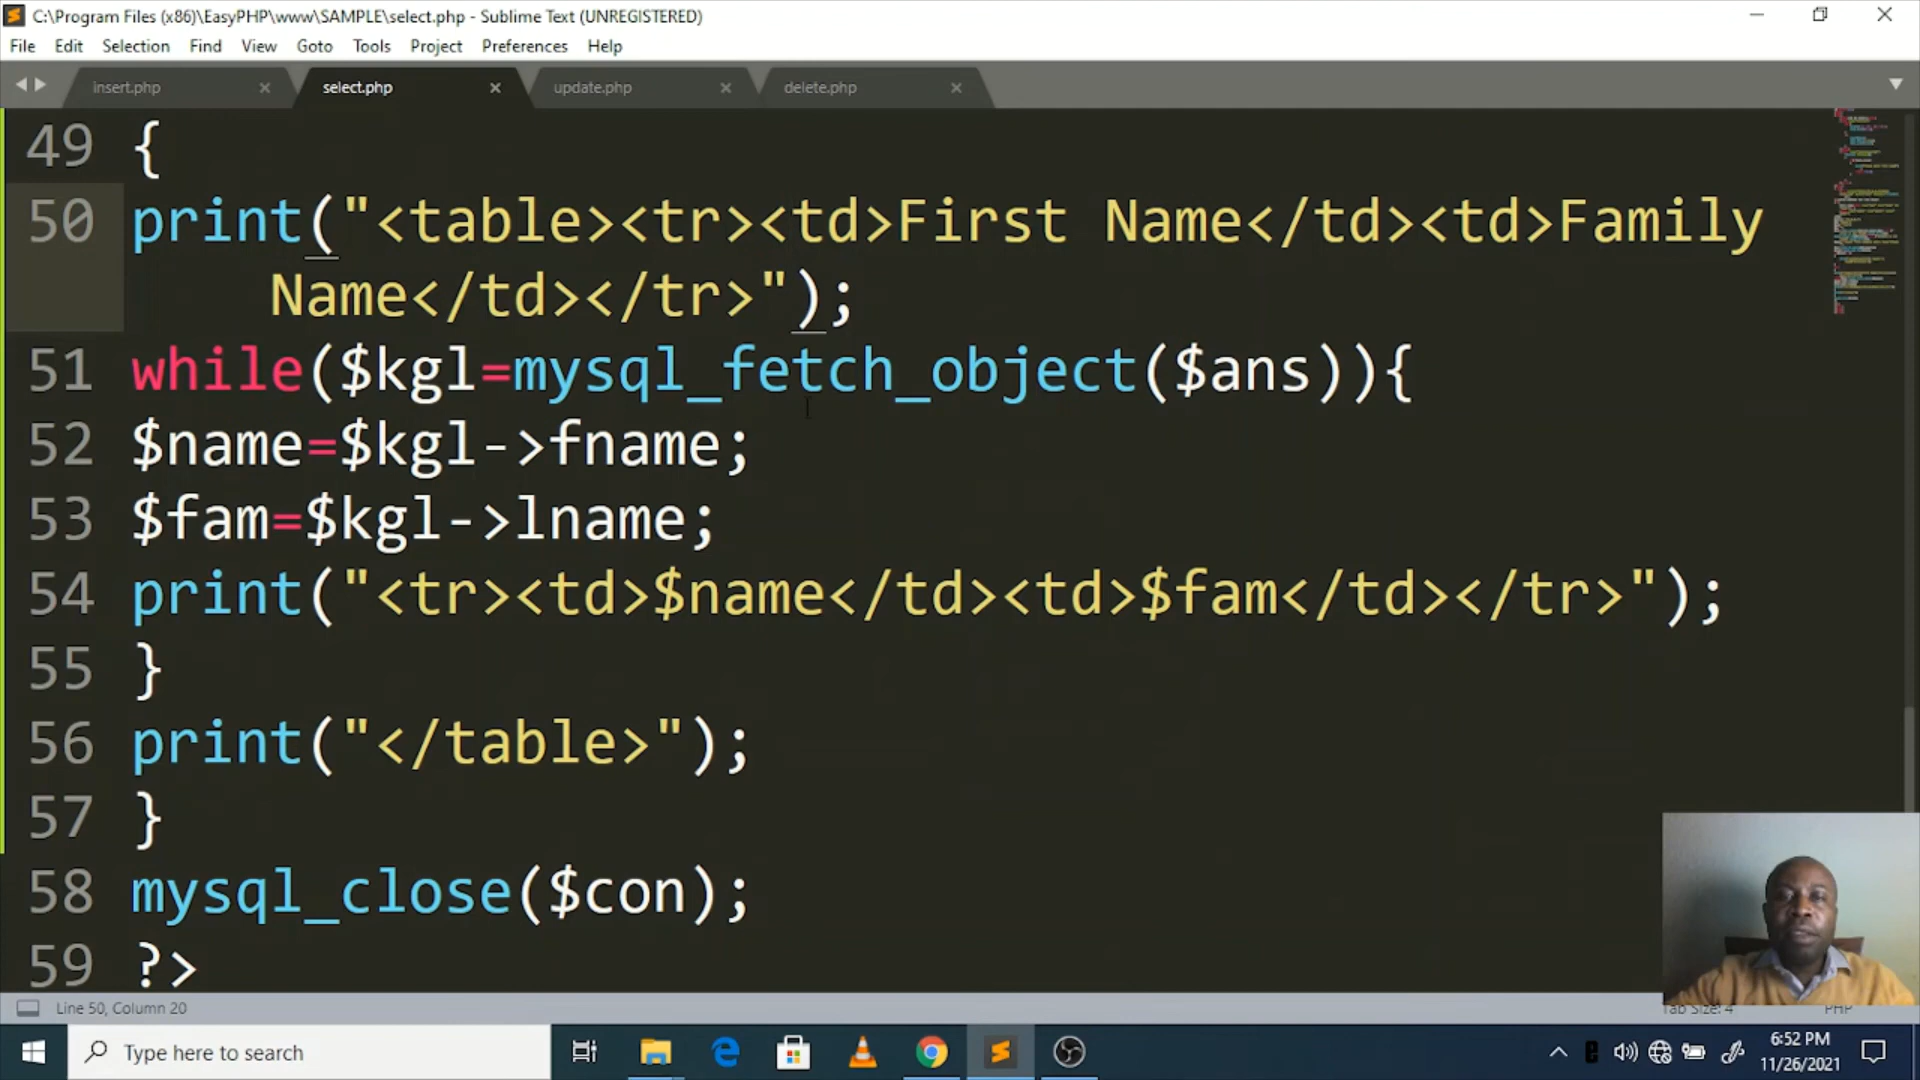 C:\Program Files (x86)\EasyPHP\www\SAMPLE\select.php - Sublime Text (UNREGISTERED)
File Edit Selection Find View Goto Tools Project Preferences Help
insert.php select.php update.php delete.php
49 {
50 print("<table><tr><td>First Name</td><td>Family
Name</td></tr>");
51 while($kgl=mysql_fetch_object($ans)){
52 $name=$kgl->fname;
53 $fam=$kgl->lname;
54 print("<tr><td>$name</td><td>$fam</td></tr>");
55 }
56 print("</table>");
57 }
58 mysql_close($con);
59 ?>
Line 50, Column 20 Tab Size: 4 PHP
Type here to search
6:52 PM
11/26/2021